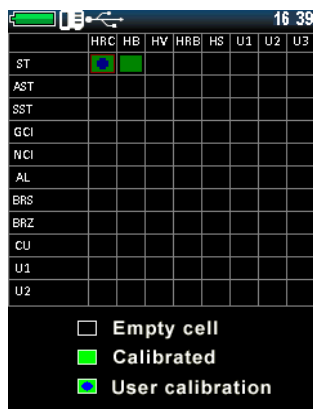 16 39
HRC HB HV HRB HS U1 U2 U3
ST
AST
SST
GCI
NCI
AL
BRS
BRZ
CU
U1
U2
Empty cell
Calibrated
User calibration